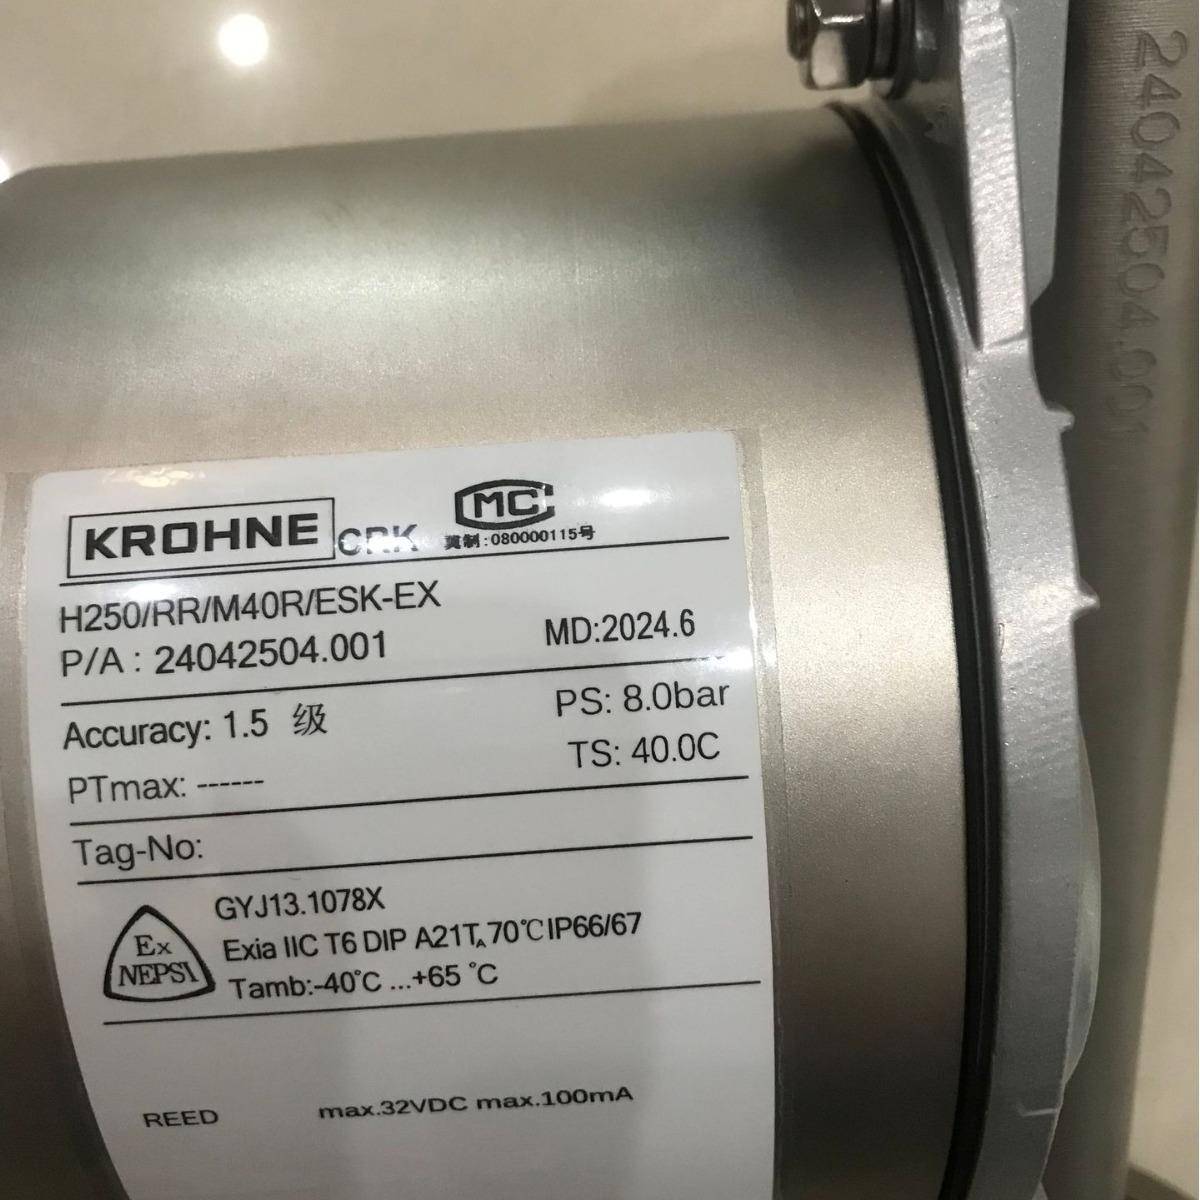 KROHNE CRK MC
冀制:080000115号
H250/RR/M40R/ESK-EX
P/A : 24042504.001 MD:2024.6
Accuracy: 1.5 级 PS: 8.0bar
PTmax: ------ TS: 40.0C
Tag-No:
Ex NEPSI
GYJ13.1078X
Exia IIC T6 DIP A21TA70℃IP66/67
Tamb:-40℃ ...+65 ℃
REED max.32VDC max.100mA
24042504.001